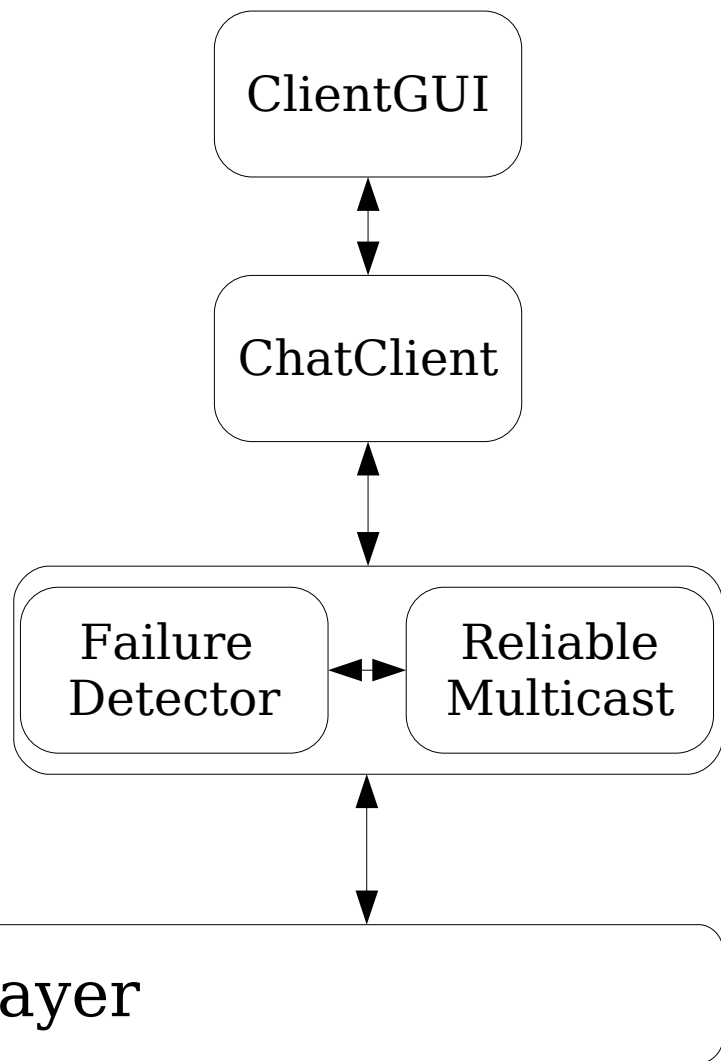 ClientGUI
ChatClient
Failure
Detector
Reliable
Multicast
ayer